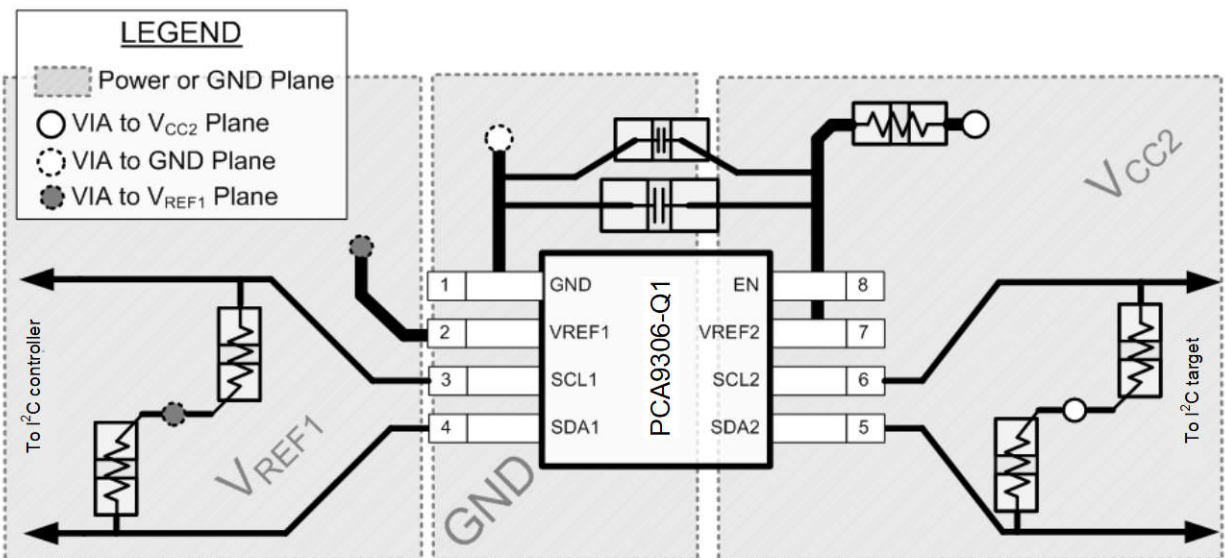 LEGEND
Power or GND Plane
VIA to VCC2 Plane
VIA to GND Plane
VIA to VREF1 Plane
VCC2
1
GND
EN
8
2
VREF1
VREF2
7
3
SCL1
SCL2
6
4
SDA1
SDA2
5
PCA9306-Q1
To I²C controller
To I²C target
VREF1
GND